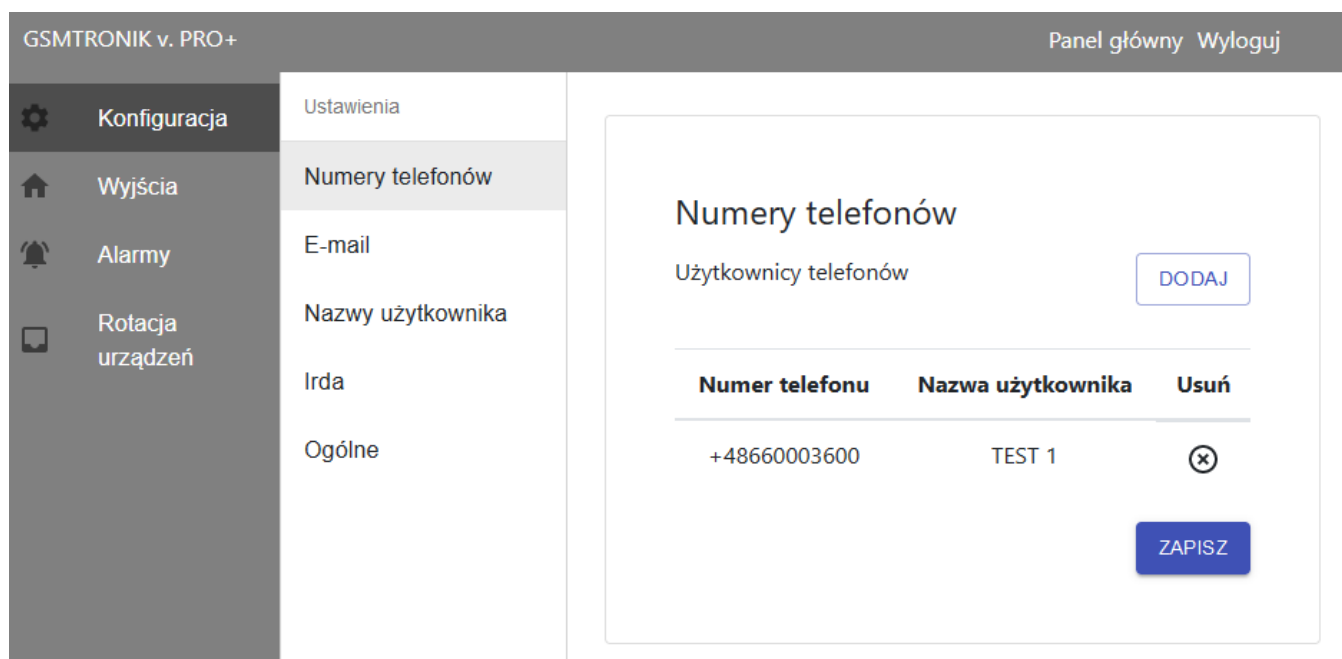 GSMTRONIK v. PRO+
Panel główny Wyloguj
Konfiguracja
Wyjścia
Alarmy
Rotacja
urządzeń
Ustawienia
Numery telefonów
E-mail
Nazwy użytkownika
Irda
Ogólne
Numery telefonów
Użytkownicy telefonów
DODAJ
Numer telefonu Nazwa użytkownika Usuń
+48660003600 TEST 1
ZAPISZ